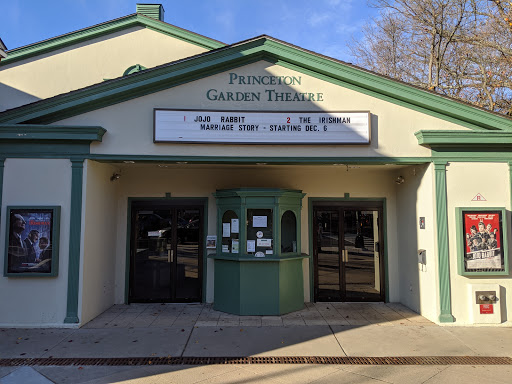 Princeton
Garden Theatre
1 JOJO RABBIT 2 THE IRISHMAN
MARRIAGE STORY - STARTING DEC. 6